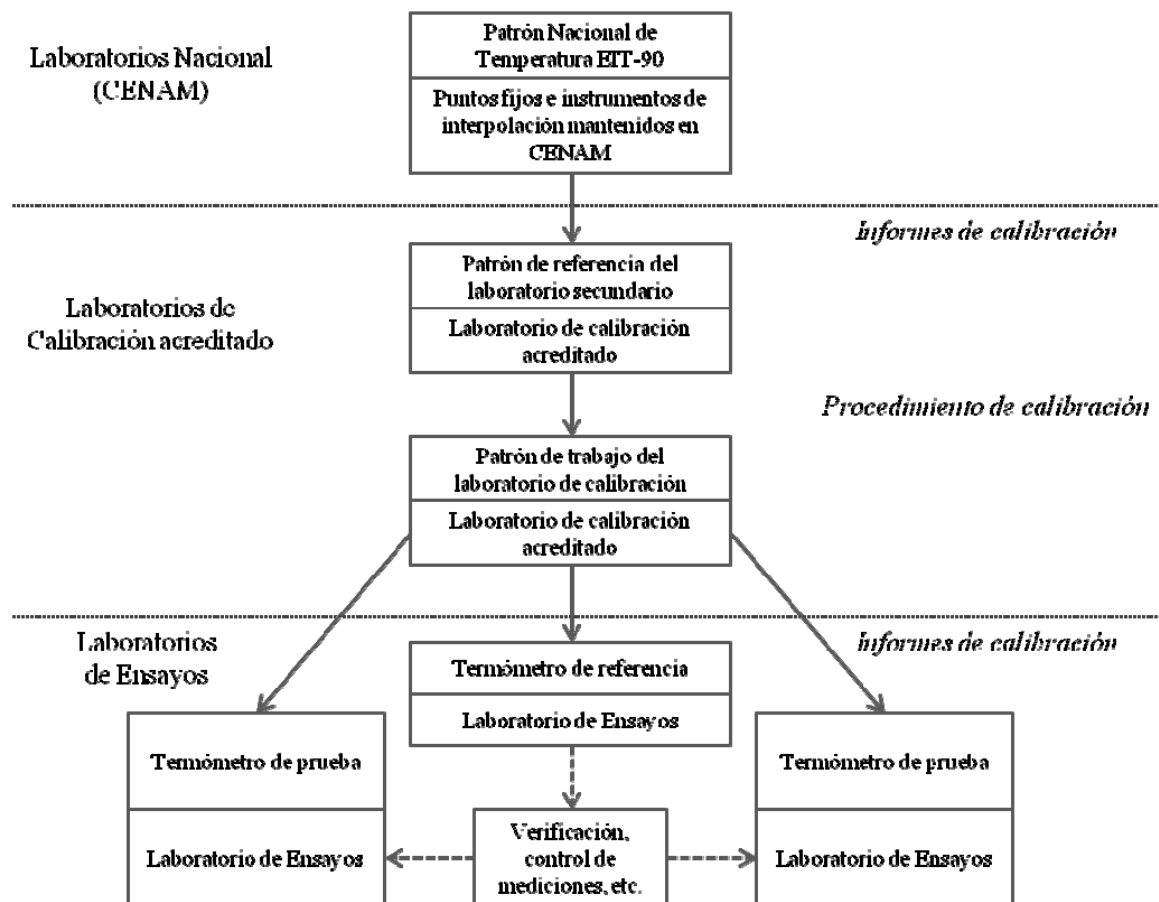 Laboratorios Nacional
(CENAM)
Patrón Nacional de
Temperatura EIT-90
Puntos fijos e instrumentos de
interpolación mantenidos en
CENAM
Informes de calibración
Laboratorios de
Calibración acreditado
Patrón de referencia del
laboratorio secundario
Laboratorio de calibración
acreditado
Procedimiento de calibración
Patrón de trabajo del
laboratorio de calibración
Laboratorio de calibración
acreditado
Informes de calibración
Laboratorios
de Ensayos
Termómetro de referencia
Laboratorio de Ensayos
Termómetro de prueba
Laboratorio de Ensayos
Verificación,
control de
mediciones, etc.
Termómetro de prueba
Laboratorio de Ensayos